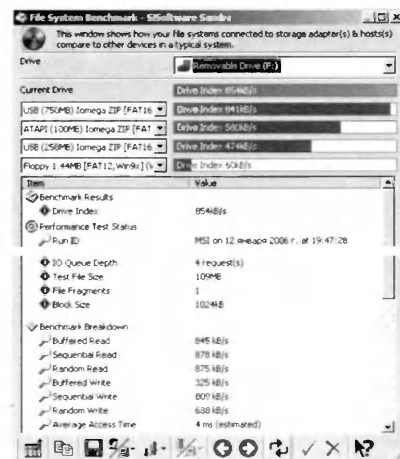 File System Benchmark - SiSoftware Sandra
This window shows how your file systems connected to storage adapter(s) & hosts(s)
compare to other devices in a typical system.
Drive
Removable Drive (F:)
Current Drive
Drive Index 854kB/s
USB (750MB) Iomega ZIP [FAT16
Drive Index 641kB/s
ATAPI (100MB) Iomega ZIP [FAT16
Drive Index 580kB/s
USB (250MB) Iomega ZIP [FAT16
Drive Index 474kB/s
Floppy 1.44MB [FAT12, Win9x] (\
Drive Index 60kB/s
Item Value
Benchmark Results
Drive Index 854kB/s
Performance Test Status
Run ID MSI on 12 января 2006 г. at 19:47:28
IO Queue Depth 4 request(s)
Test File Size 109MB
File Fragments 1
Block Size 1024kB
Benchmark Breakdown
Buffered Read 845 kB/s
Sequential Read 878 kB/s
Random Read 875 kB/s
Buffered Write 325 kB/s
Sequential Write 809 kB/s
Random Write 638 kB/s
Average Access Time 4 ms (estimated)